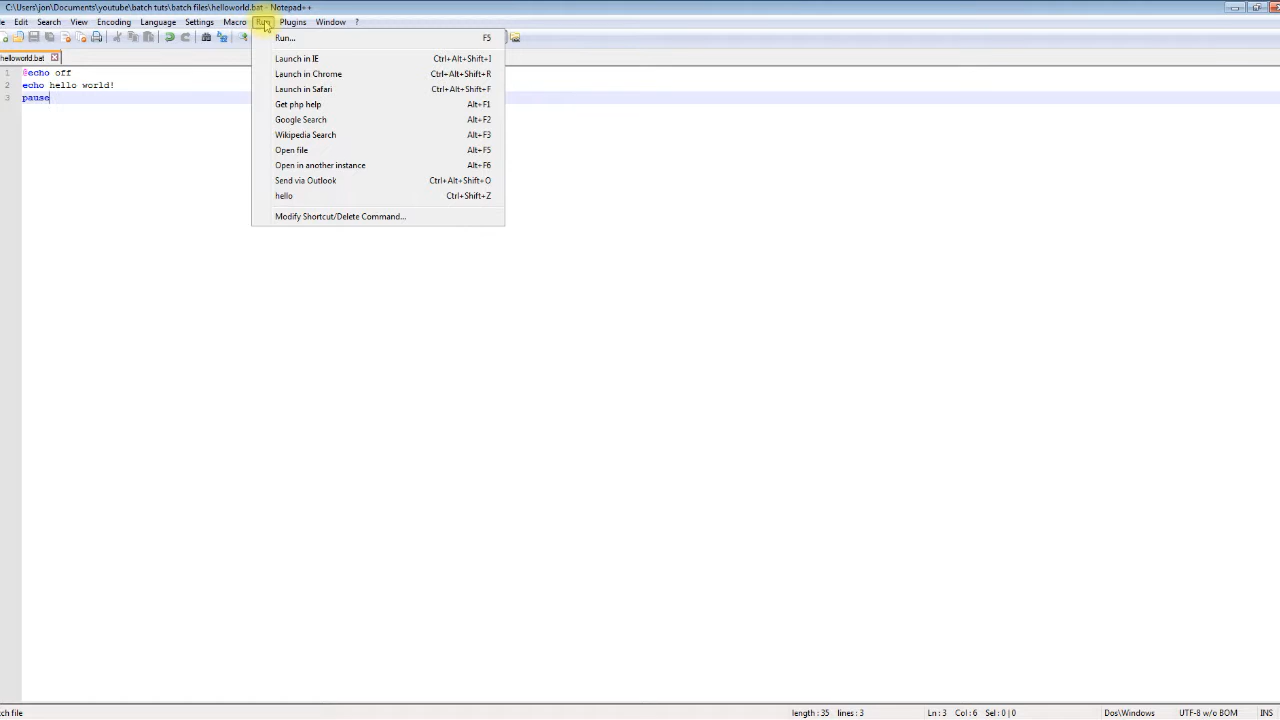 C:\Users\jon\Documents\youtube\batch tuts\batch files\helloworld.bat - Notepad++
Edit Search View Encoding Language Settings Macro Run Plugins Window ?
helloworld.bat
1 @echo off
2 echo hello world!
3 pause
Run... F5
Launch in IE Ctrl+Alt+Shift+I
Launch in Chrome Ctrl+Alt+Shift+R
Launch in Safari Ctrl+Alt+Shift+F
Get php help Alt+F1
Google Search Alt+F2
Wikipedia Search Alt+F3
Open file Alt+F5
Open in another instance Alt+F6
Send via Outlook Ctrl+Alt+Shift+O
hello Ctrl+Shift+Z
Modify Shortcut/Delete Command...
tch file length : 35 lines : 3 Ln : 3 Col : 6 Sel : 0 | 0 Dos\Windows UTF-8 w/o BOM INS